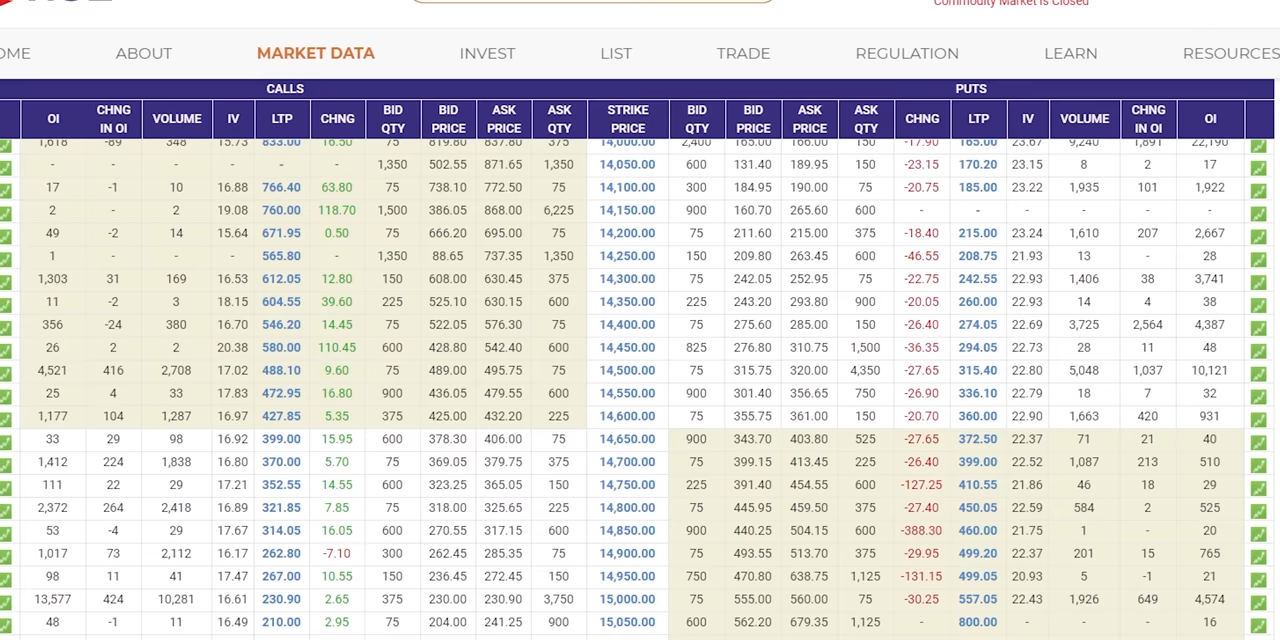 Commodity Market Is Closed
OME ABOUT MARKET DATA INVEST LIST TRADE REGULATION LEARN RESOURCES
CALLS PUTS
OI CHNG IN OI VOLUME IV LTP CHNG BID QTY BID PRICE ASK PRICE ASK QTY STRIKE PRICE BID QTY BID PRICE ASK PRICE ASK QTY CHNG LTP IV VOLUME CHNG IN OI OI
1,618 -89 348 15.73 833.00 16.50 75 819.80 837.80 375 14,000.00 2,400 165.00 166.00 150 -17.90 165.00 23.67 9,240 1,891 22,190
- - - - - - 1,350 502.55 871.65 1,350 14,050.00 600 131.40 189.95 150 -23.15 170.20 23.15 8 2 17
17 -1 10 16.88 766.40 63.80 75 738.10 772.50 75 14,100.00 300 184.95 190.00 75 -20.75 185.00 23.22 1,935 101 1,922
2 - 2 19.08 760.00 118.70 1,500 386.05 868.00 6,225 14,150.00 900 160.70 265.60 600 - - - - - -
49 -2 14 15.64 671.95 0.50 75 666.20 695.00 75 14,200.00 75 211.60 215.00 375 -18.40 215.00 23.24 1,610 207 2,667
1 - - - 565.80 - 1,350 88.65 737.35 1,350 14,250.00 150 209.80 263.45 600 -46.55 208.75 21.93 13 - 28
1,303 31 169 16.53 612.05 12.80 150 608.00 630.45 375 14,300.00 75 242.05 252.95 75 -22.75 242.55 22.93 1,406 38 3,741
11 -2 3 18.15 604.55 39.60 225 525.10 630.15 600 14,350.00 225 243.20 293.80 900 -20.05 260.00 22.93 14 4 38
356 -24 380 16.70 546.20 14.45 75 522.05 576.30 75 14,400.00 75 275.60 285.00 150 -26.40 274.05 22.69 3,725 2,564 4,387
26 2 2 20.38 580.00 110.45 600 428.80 542.40 600 14,450.00 825 276.80 310.75 1,500 -36.35 294.05 22.73 28 11 48
4,521 416 2,708 17.02 488.10 9.60 75 489.00 495.75 75 14,500.00 75 315.75 320.00 4,350 -27.65 315.40 22.80 5,048 1,037 10,121
25 4 33 17.83 472.95 16.80 900 436.05 479.55 600 14,550.00 900 301.40 356.65 750 -26.90 336.10 22.79 18 7 32
1,177 104 1,287 16.97 427.85 5.35 375 425.00 432.20 225 14,600.00 75 355.75 361.00 150 -20.70 360.00 22.90 1,663 420 931
33 29 98 16.92 399.00 15.95 600 378.30 406.00 75 14,650.00 900 343.70 403.80 525 -27.65 372.50 22.37 71 21 40
1,412 224 1,838 16.80 370.00 5.70 75 369.05 379.75 375 14,700.00 75 399.15 413.45 225 -26.40 399.00 22.52 1,087 213 510
111 22 29 17.21 352.55 14.55 600 323.25 365.05 150 14,750.00 225 391.40 454.55 600 -127.25 410.55 21.86 46 18 29
2,372 264 2,418 16.89 321.85 7.85 75 318.00 325.65 225 14,800.00 75 445.95 459.50 375 -27.40 450.05 22.59 584 2 525
53 -4 29 17.67 314.05 16.05 600 270.55 317.15 600 14,850.00 900 440.25 504.15 600 -388.30 460.00 21.75 1 - 20
1,017 73 2,112 16.17 262.80 -7.10 300 262.45 285.35 75 14,900.00 75 493.55 513.70 375 -29.95 499.20 22.37 201 15 765
98 11 41 17.47 267.00 10.55 150 236.45 272.45 150 14,950.00 750 470.80 638.75 1,125 -131.15 499.05 20.93 5 -1 21
13,577 424 10,281 16.61 230.90 2.65 375 230.00 230.90 3,750 15,000.00 75 555.00 560.00 75 -30.25 557.05 22.43 1,926 649 4,574
48 -1 11 16.49 210.00 2.95 75 204.00 241.25 900 15,050.00 600 562.20 679.35 1,125 - 800.00 - - - 16